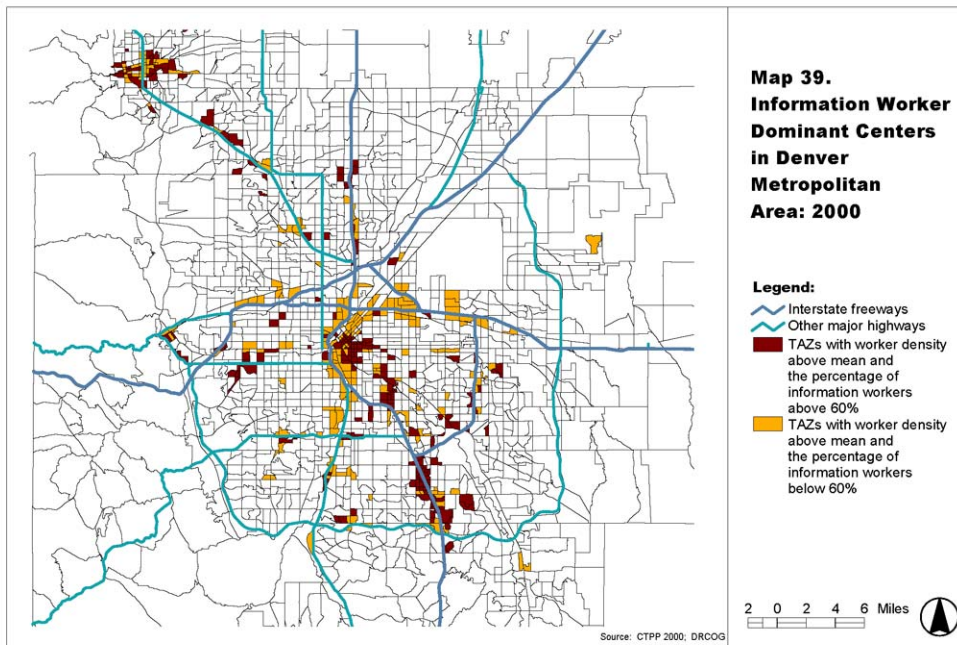 Map 39.
Information Worker
Dominant Centers
in Denver
Metropolitan
Area: 2000
Legend:
Interstate freeways
Other major highways
TAZs with worker density
above mean and
the percentage of
information workers
above 60%
TAZs with worker density
above mean and
the percentage of
information workers
below 60%
2 0 2 4 6 Miles
Source: CTPP 2000; DRCOG